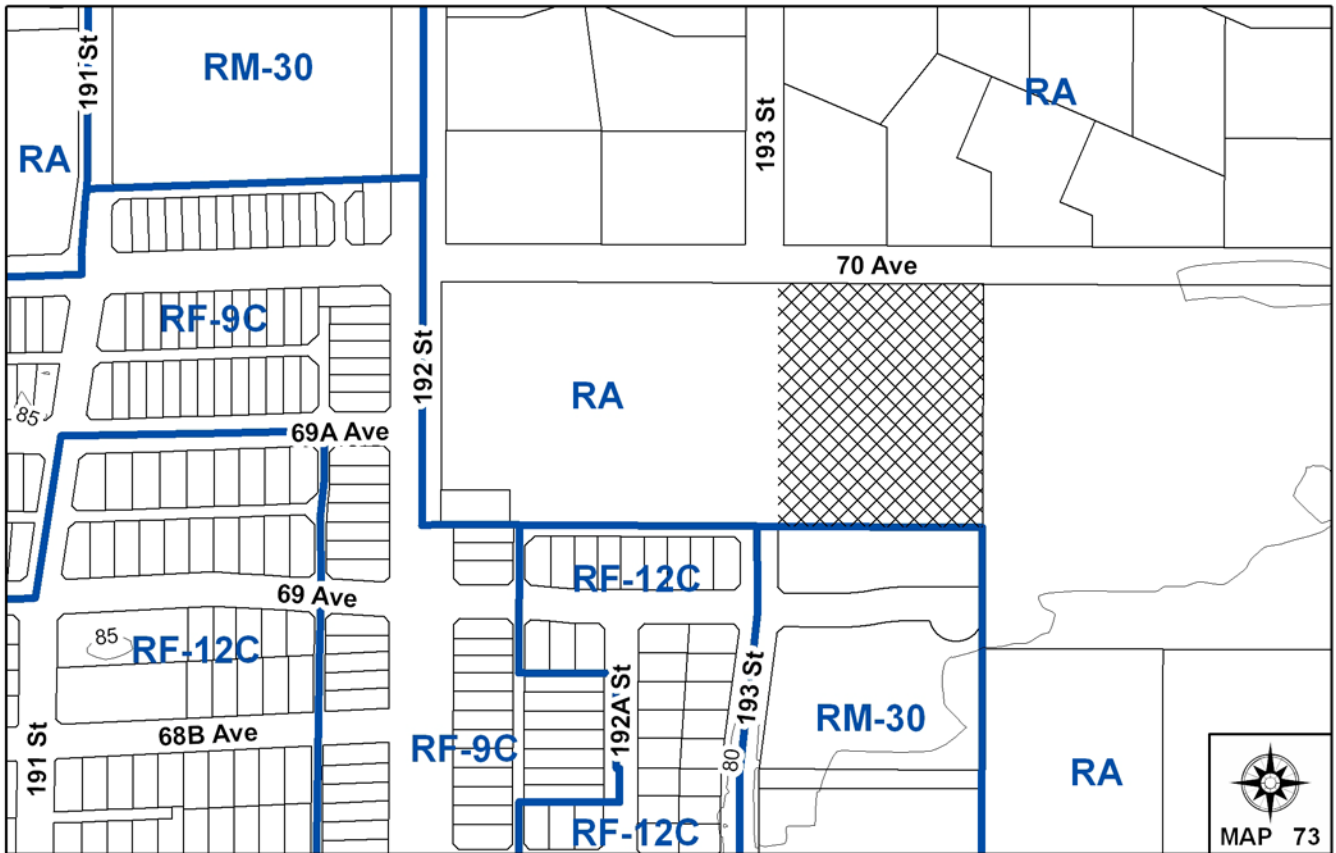 191 St
RM-30
RA
193 St
RA
70 Ave
RF-9C
192 St
RA
85
69A Ave
RF-12C
69 Ave
85
RF-12C
192A St
193 St
RM-30
191 St
68B Ave
RF-9C
80
RA
RF-12C
MAP 73